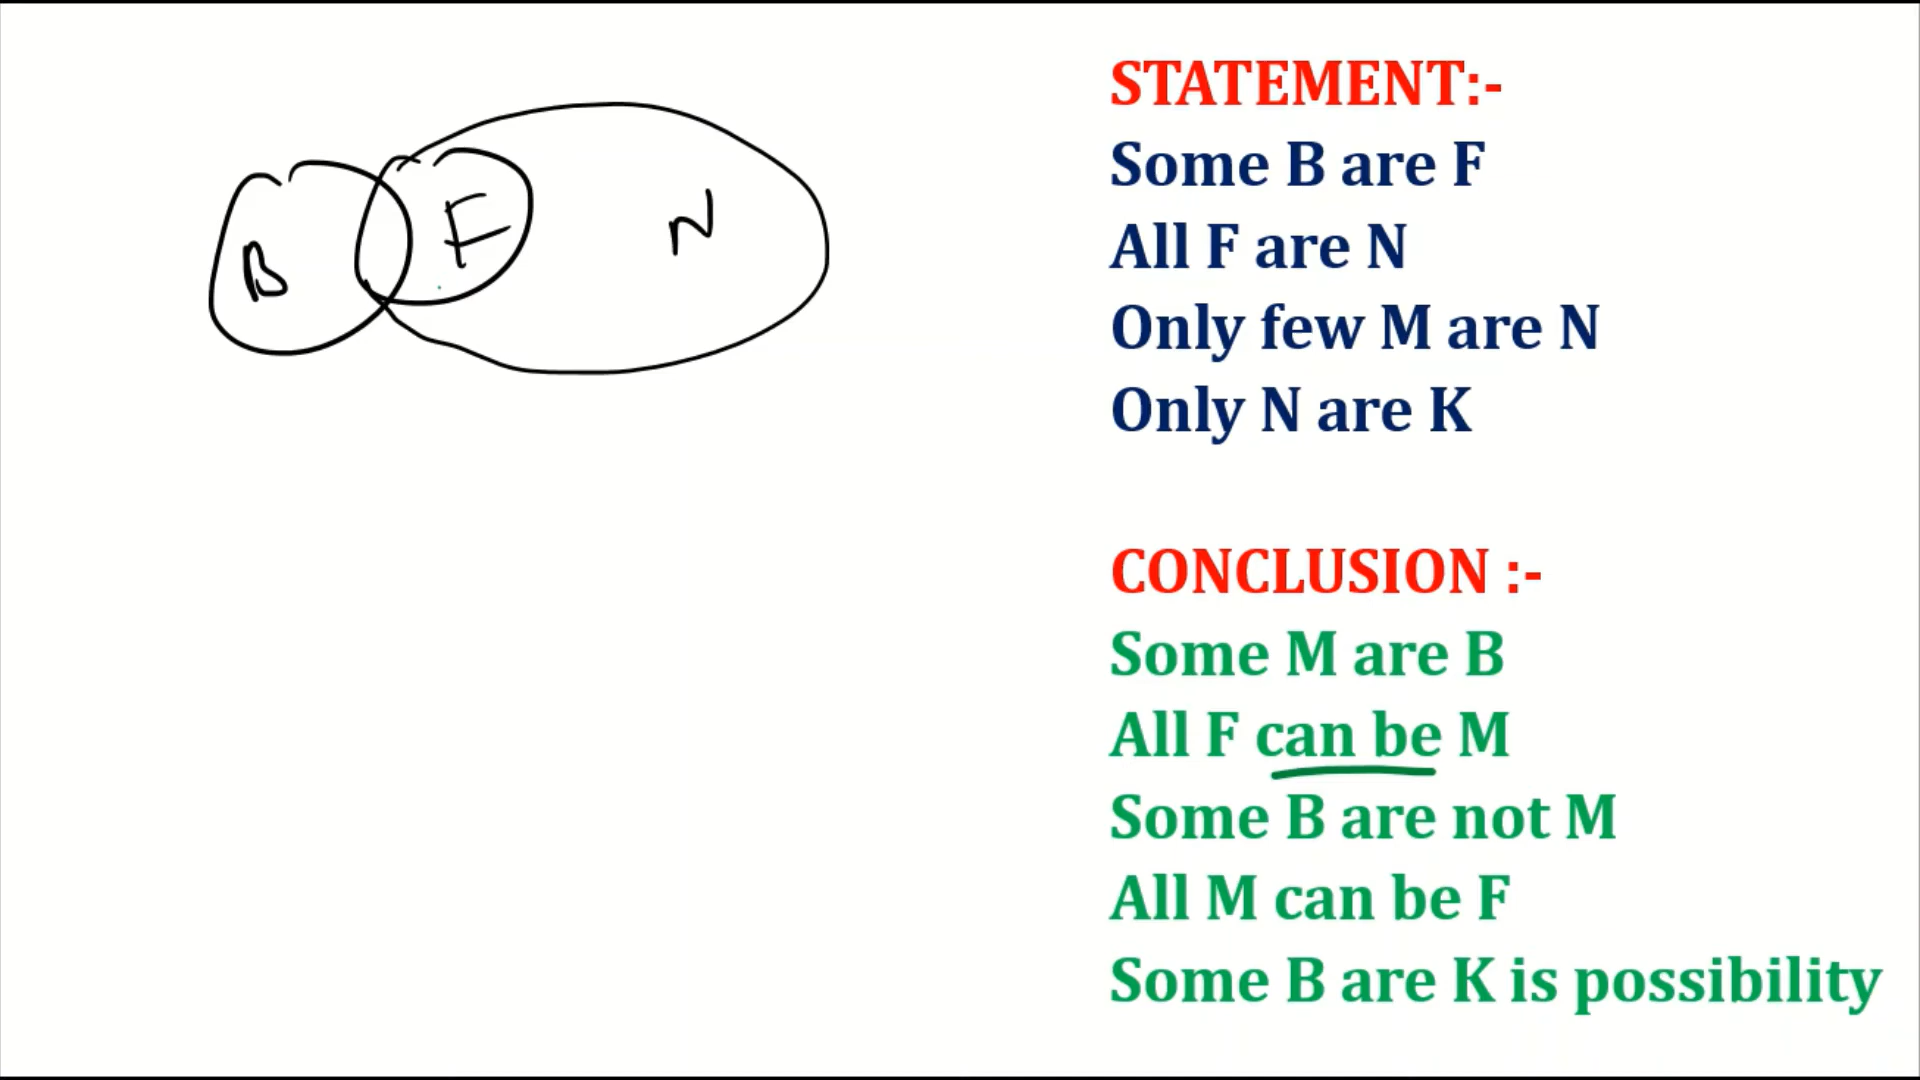 B
F
N
STATEMENT:-
Some B are F
All F are N
Only few M are N
Only N are K
CONCLUSION :-
Some M are B
All F can be M
Some B are not M
All M can be F
Some B are K is possibility